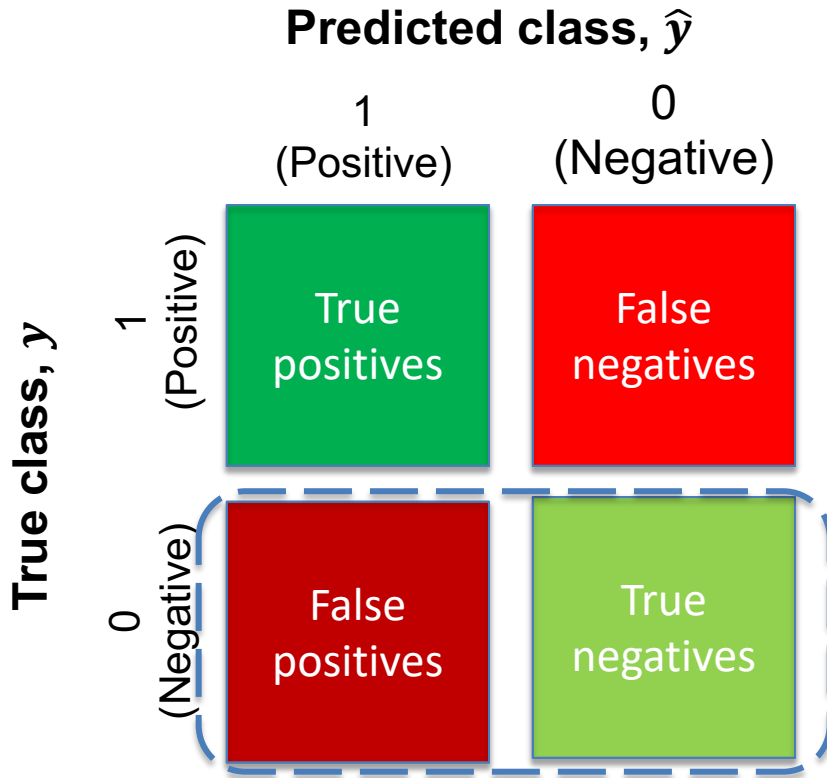 Predicted class, ŷ
1
(Positive)
0
(Negative)
True class, y
1
(Positive)
True
positives
False
negatives
0
(Negative)
False
positives
True
negatives